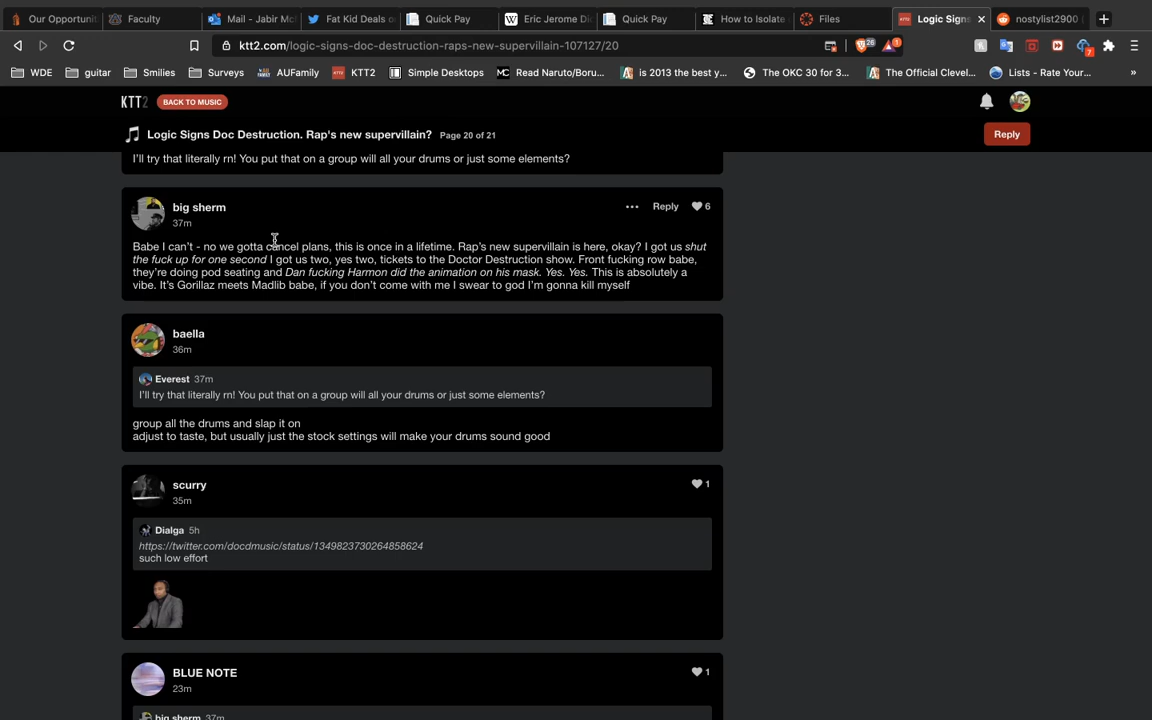 Our Opportunit
Faculty
Mail - Jabir Mc
Fat Kid Deals o
Quick Pay
Eric Jerome Di
Quick Pay
How to Isolate
Files
Logic Signs
nostylist2900 (
ktt2.com/logic-signs-doc-destruction-raps-new-supervillain-107127/20
26
1
7
WDE
guitar
Smilies
Surveys
AUFamily
KTT2
Simple Desktops
Read Naruto/Boru...
is 2013 the best y...
The OKC 30 for 3...
The Official Clevel...
Lists - Rate Your...
»
KTT2 BACK TO MUSIC
Logic Signs Doc Destruction. Rap's new supervillain? Page 20 of 21
Reply
I'll try that literally rn! You put that on a group will all your drums or just some elements?
big sherm
37m
Reply
6
Babe I can't - no we gotta cancel plans, this is once in a lifetime. Rap's new supervillain is here, okay? I got us shut
the fuck up for one second I got us two, yes two, tickets to the Doctor Destruction show. Front fucking row babe,
they're doing pod seating and Dan fucking Harmon did the animation on his mask. Yes. Yes. This is absolutely a
vibe. It's Gorillaz meets Madlib babe, if you don't come with me I swear to god I'm gonna kill myself
baella
36m
Everest 37m
I'll try that literally rn! You put that on a group will all your drums or just some elements?
group all the drums and slap it on
adjust to taste, but usually just the stock settings will make your drums sound good
scurry
35m
1
Dialga 5h
https://twitter.com/docdmusic/status/1349823730264858624
such low effort
BLUE NOTE
23m
1
big sherm 37m